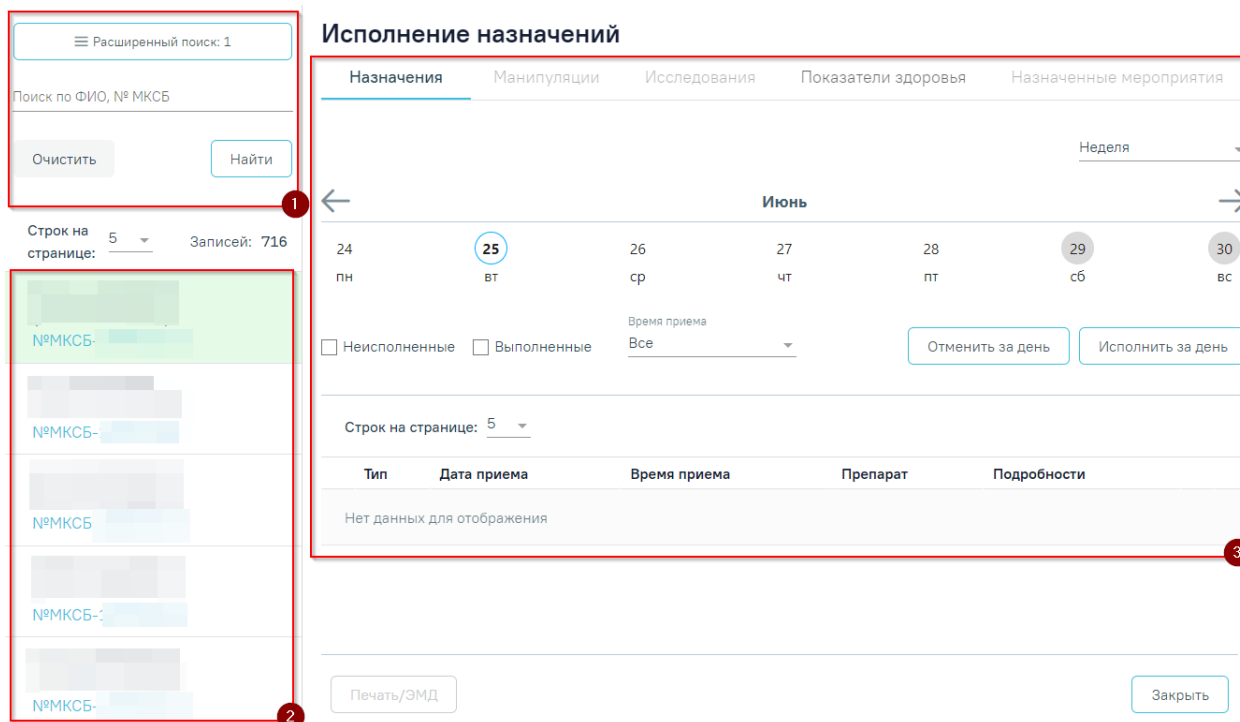 Расширенный поиск: 1
Поиск по ФИО, № МКСБ
Очистить Найти
1
Строк на странице: 5 Записей: 716
№МКСБ-
№МКСБ-
№МКСБ
№МКСБ-
№МКСБ-
2
Исполнение назначений
Назначения Манипуляции Исследования Показатели здоровья Назначенные мероприятия
Неделя
Июнь
24 25 26 27 28 29 30
пн вт ср чт пт сб вс
Время приема
Неисполненные Выполненные Все Отменить за день Исполнить за день
Строк на странице: 5
Тип Дата приема Время приема Препарат Подробности
Нет данных для отображения
3
Печать/ЭМД Закрыть